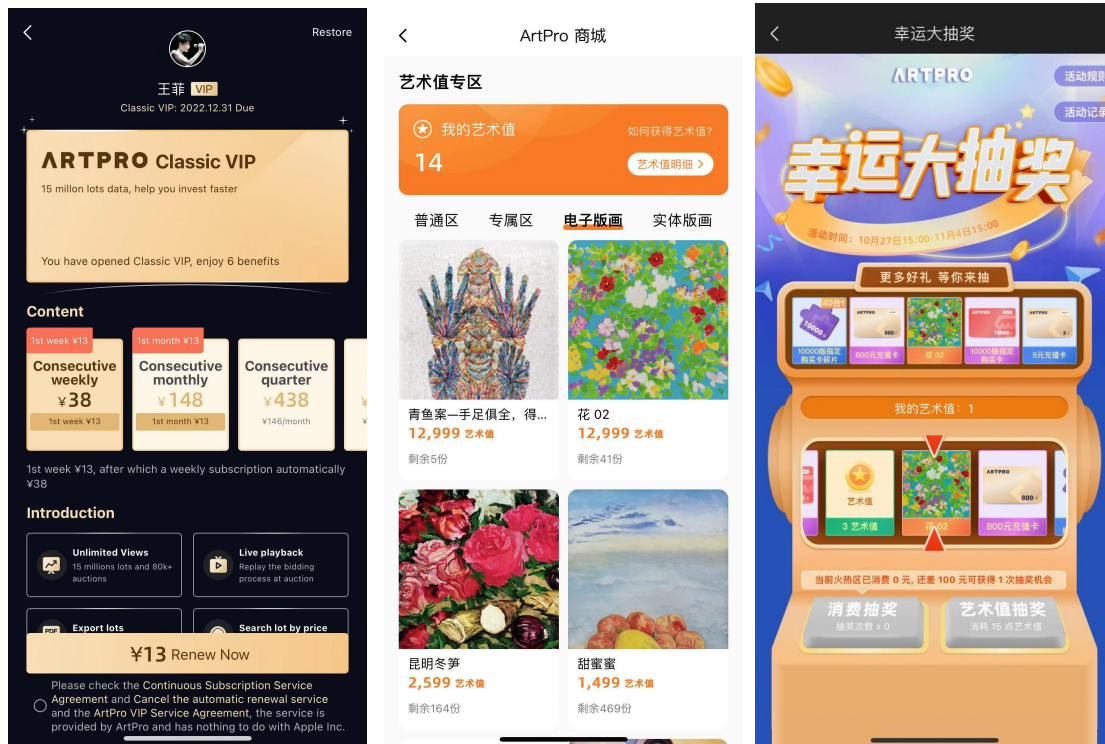 Restore
王菲 VIP
Classic VIP: 2022.12.31 Due
ARTPRO Classic VIP
15 millon lots data, help you invest faster
You have opened Classic VIP, enjoy 6 benefits
Content
1st week ¥13
Consecutive weekly
¥38
1st week ¥13
1st month ¥13
Consecutive monthly
¥148
1st month ¥13
Consecutive quarter
¥438
¥146/month
¥
1st week ¥13, after which a weekly subscription automatically
¥38
Introduction
Unlimited Views
15 millions lots and 80k+
auctions
Live playback
Replay the bidding
process at auction
PDF
Export lots
Search lot by price
¥13 Renew Now
Please check the Continuous Subscription Service
Agreement and Cancel the automatic renewal service
and the ArtPro VIP Service Agreement, the service is
provided by ArtPro and has nothing to do with Apple Inc.
ArtPro 商城
艺术值专区
我的艺术值
如何获得艺术值?
14
艺术值明细
普通区 专属区 电子版画 实体版画
青鱼案—手足俱全，得...
12,999 艺术值
剩余5份
花 02
12,999 艺术值
剩余41份
昆明冬笋
2,599 艺术值
剩余164份
甜蜜蜜
1,499 艺术值
剩余469份
幸运大抽奖
ARTPRO
活动规则
活动记录
幸运大抽奖
活动时间：10月27日15:00-11月4日15:00
更多好礼 等你来抽
40合1
10000
10000版指定
购买卡碎片
ARTPRO
800
800元充值卡
花 02
ARTPRO
10000
10000版指定
购买卡
ARTPRO
5
5元充值卡
我的艺术值：1
艺术值
3 艺术值
花 02
ARTPRO
800
800元充值卡
当前火热区已消费 0 元, 还差 100 元可获得 1 次抽奖机会
消费抽奖
抽奖次数 x 0
艺术值抽奖
消耗 15 点艺术值